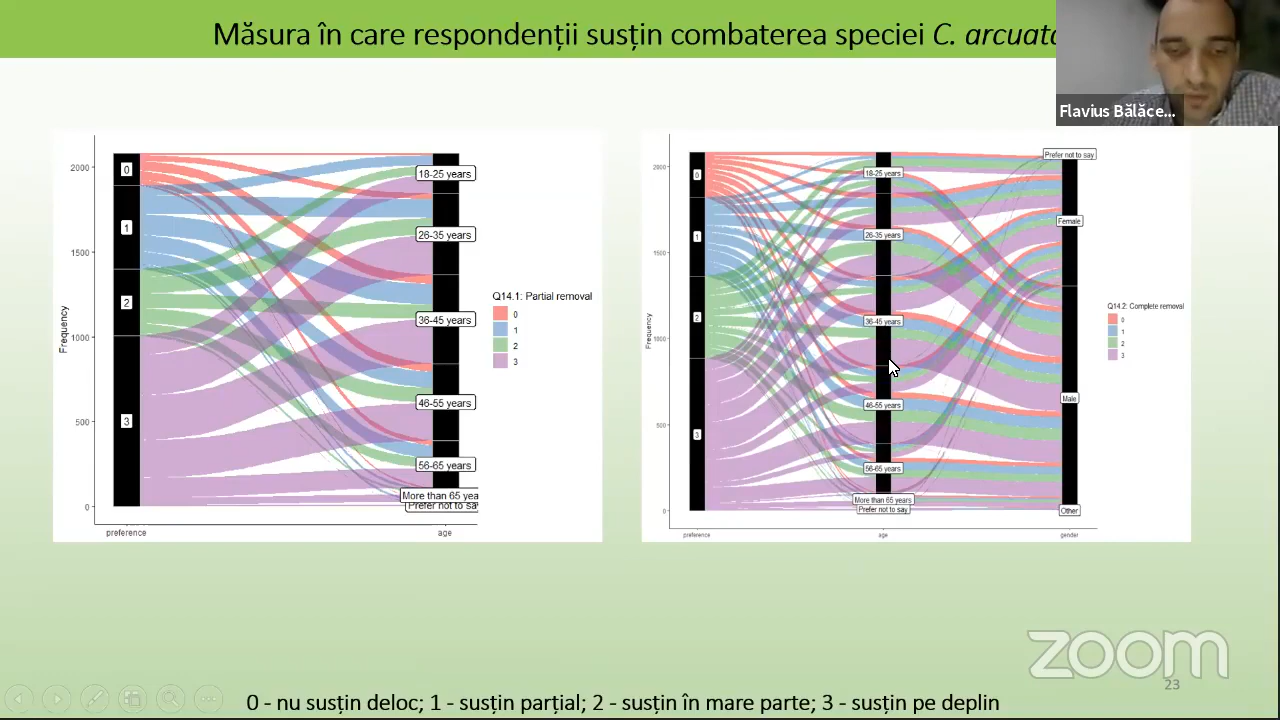 Măsura în care respondenții susțin combaterea speciei C. arcuata
Flavius Bălăce...
2000
1500
1000
500
0
Frequency
0
1
2
3
18-25 years
26-35 years
36-45 years
46-55 years
56-65 years
More than 65 yea
Prefer not to sa
preference
age
Q14.1: Partial removal
0
1
2
3
2000
1500
1000
500
0
Frequency
0
1
2
3
18-25 years
26-35 years
36-45 years
46-55 years
56-65 years
More than 65 years
Prefer not to say
Prefer not to say
Female
Male
Other
preference
age
gender
Q14.2: Complete removal
0
1
2
3
zoom
23
0 - nu susțin deloc; 1 - susțin parțial; 2 - susțin în mare parte; 3 - susțin pe deplin